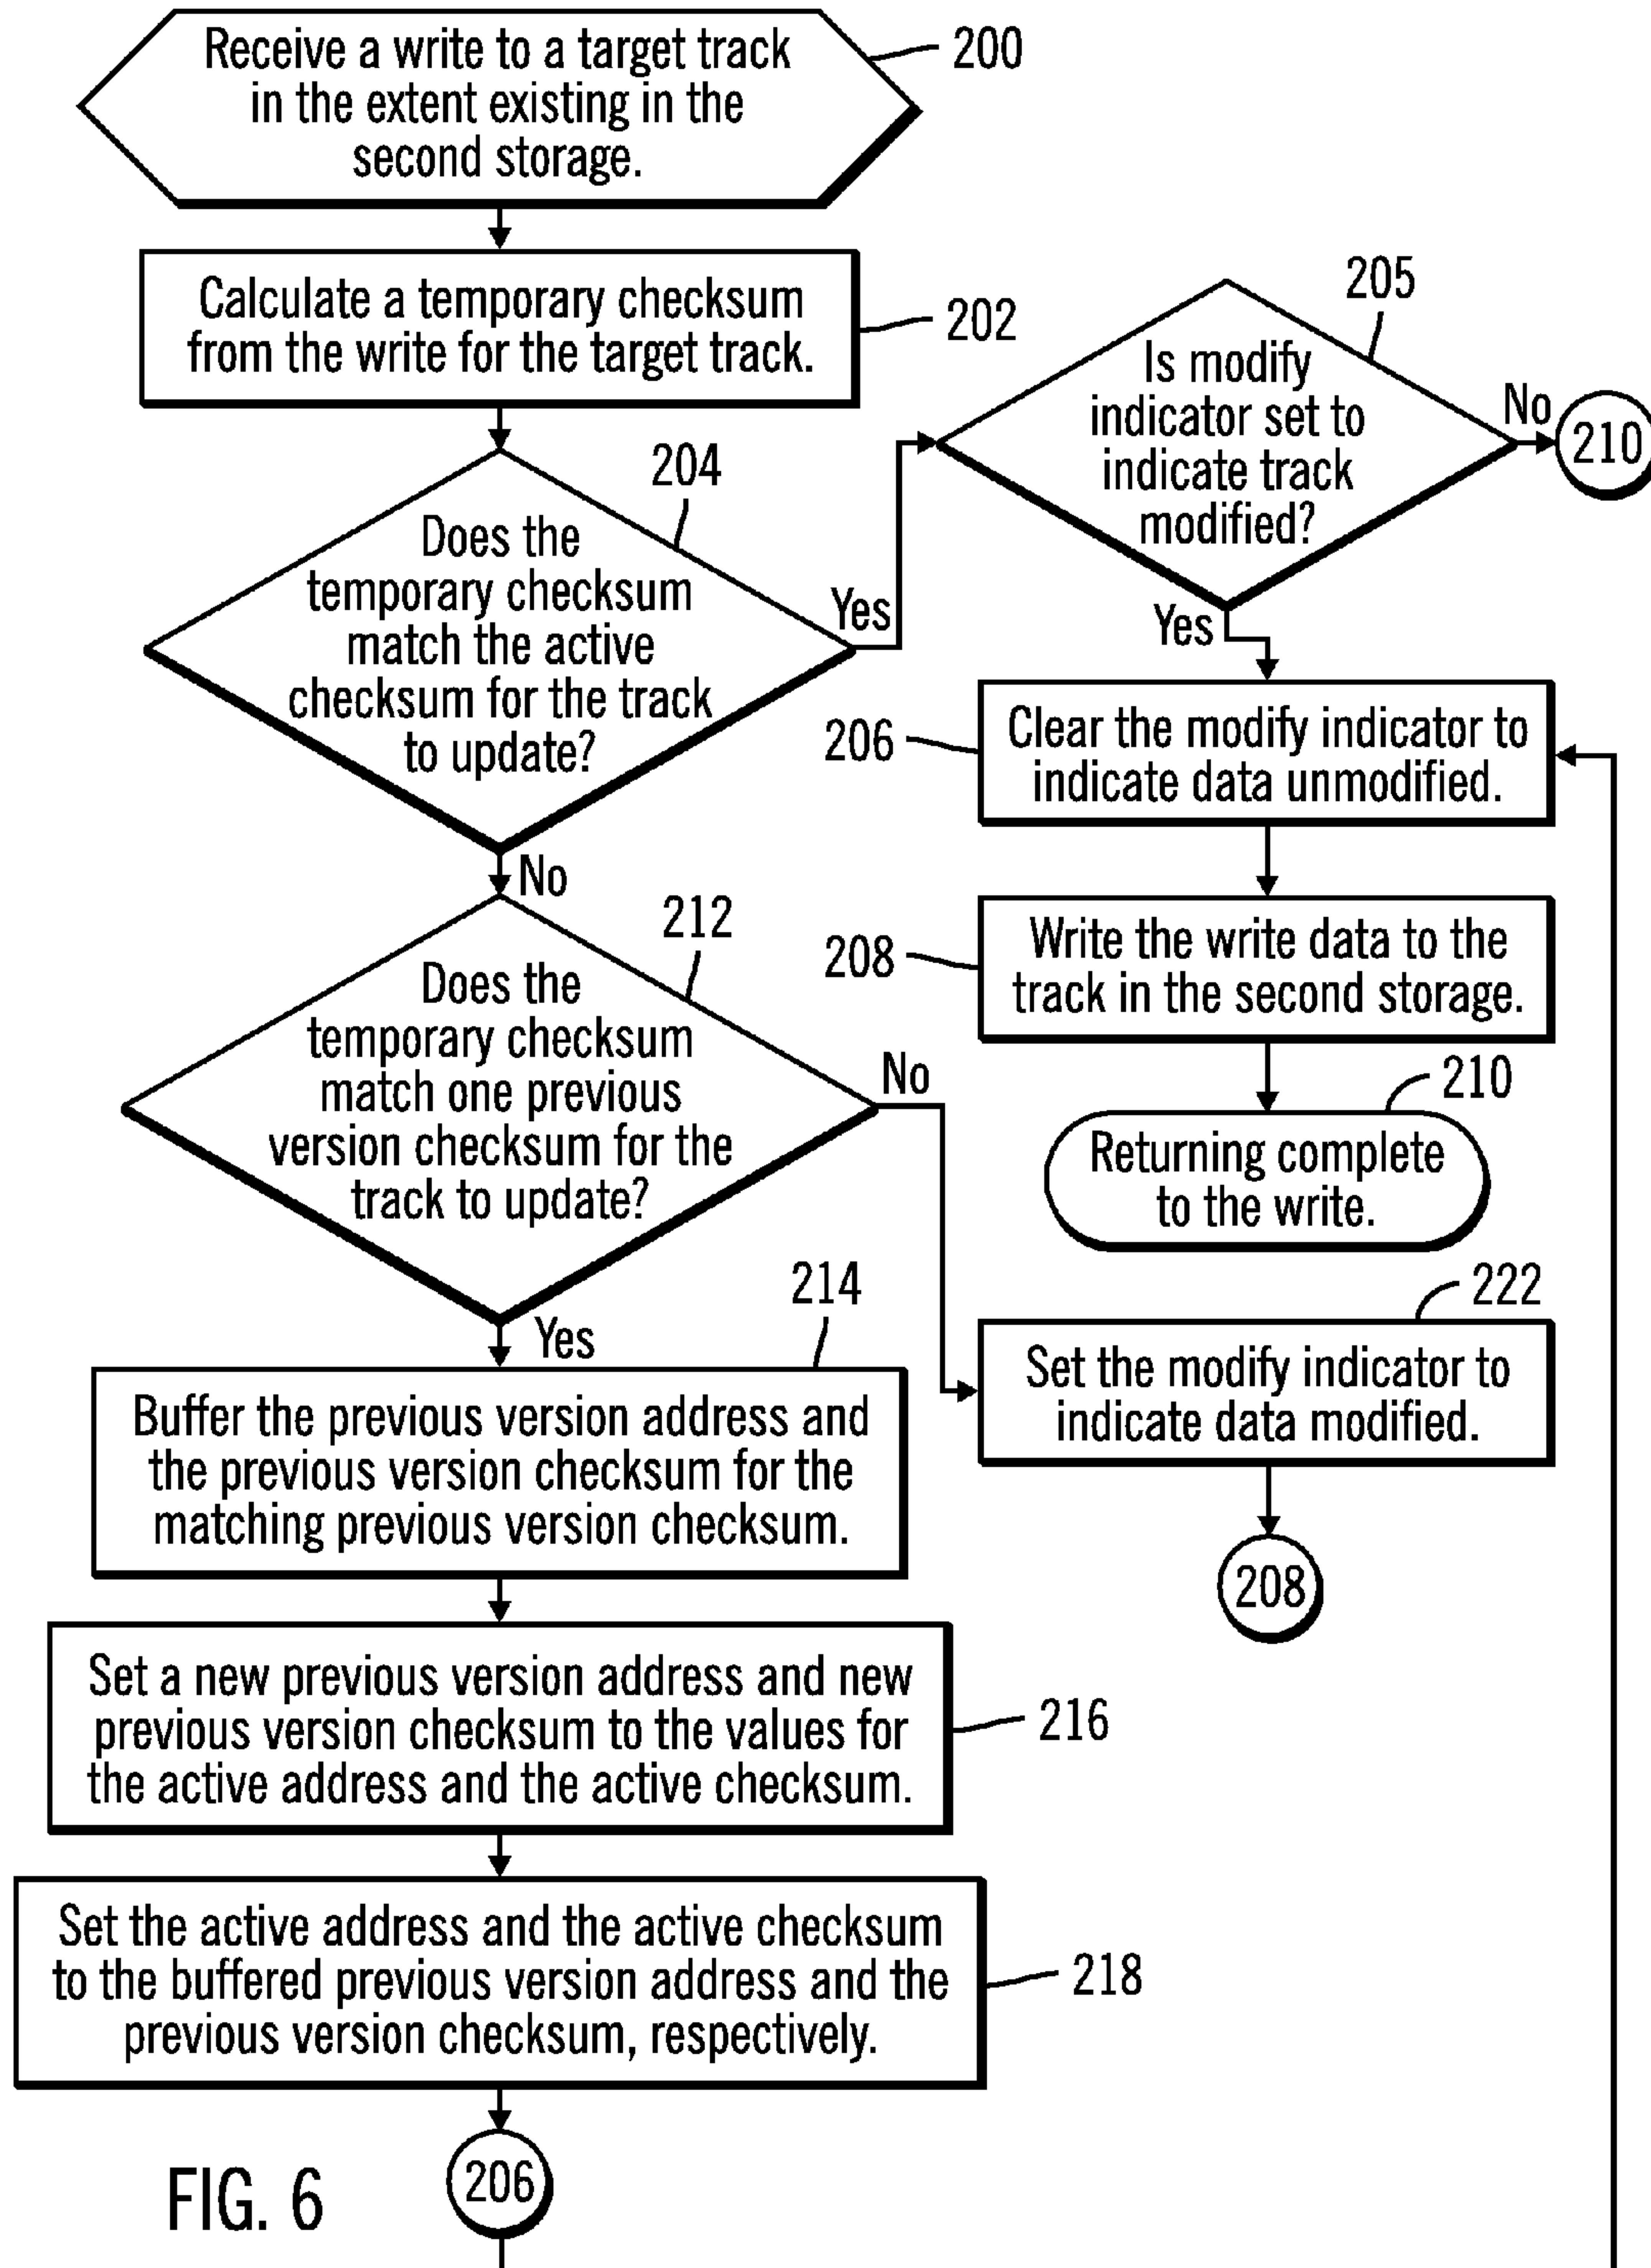 Receive a write to a target track
in the extent existing in the
second storage.
200
Calculate a temporary checksum
from the write for the target track.
202
204
Does the
temporary checksum
match the active
checksum for the track
to update?
Yes
No
205
Is modify
indicator set to
indicate track
modified?
No
210
Yes
206
Clear the modify indicator to
indicate data unmodified.
208
Write the write data to the
track in the second storage.
210
Returning complete
to the write.
212
Does the
temporary checksum
match one previous
version checksum for the
track to update?
No
Yes
222
Set the modify indicator to
indicate data modified.
208
214
Buffer the previous version address and
the previous version checksum for the
matching previous version checksum.
Set a new previous version address and new
previous version checksum to the values for
the active address and the active checksum.
216
Set the active address and the active checksum
to the buffered previous version address and the
previous version checksum, respectively.
218
206
FIG. 6